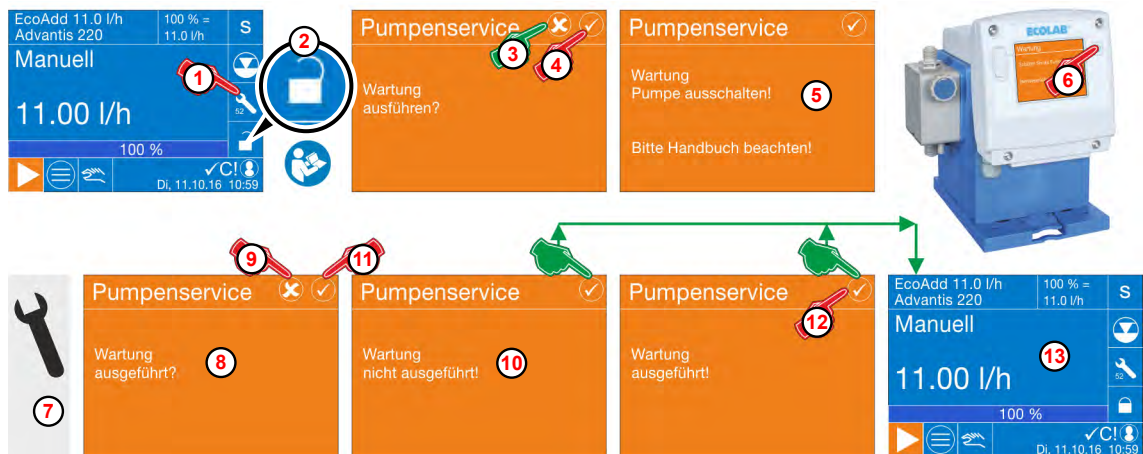 EcoAdd 11.0 l/h
Advantis 220
100 % =
11.0 l/h
S
Manuell
11.00 l/h
52
100 %
✓C!
Di, 11.10.16 10:59
1
2
Pumpenservice
3
4
Wartung
ausführen?
Pumpenservice
Wartung
Pumpe ausschalten!
5
Bitte Handbuch beachten!
ECOLAB
Wartung
6
7
9
11
Pumpenservice
Wartung
ausgeführt?
8
Pumpenservice
Wartung
nicht ausgeführt!
10
Pumpenservice
12
Wartung
ausgeführt!
EcoAdd 11.0 l/h
Advantis 220
100 % =
11.0 l/h
S
Manuell
13
11.00 l/h
52
100 %
✓C!
Di, 11.10.16 10:59